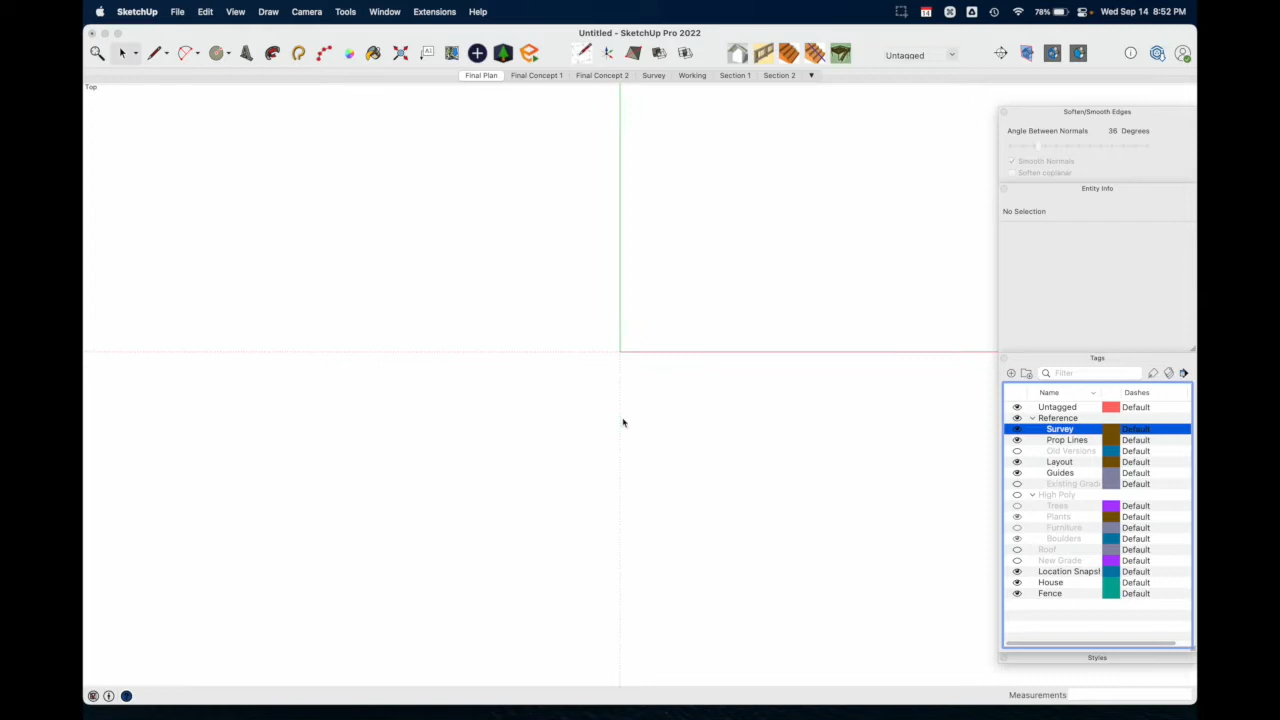 SketchUp File Edit View Draw Camera Tools Window Extensions Help 14 78% Wed Sep 14 8:52 PM
Untitled - SketchUp Pro 2022
Untagged
Final Plan Final Concept 1 Final Concept 2 Survey Working Section 1 Section 2
Top
Soften/Smooth Edges
Angle Between Normals 36 Degrees
Smooth Normals
Soften coplanar
Entity Info
No Selection
Tags
Filter
Name Dashes
Untagged Default
Reference
Survey Default
Prop Lines Default
Old Versions Default
Layout Default
Guides Default
Existing Grad Default
High Poly
Trees Default
Plants Default
Furniture Default
Boulders Default
Roof Default
New Grade Default
Location Snaps Default
House Default
Fence Default
Styles
Measurements